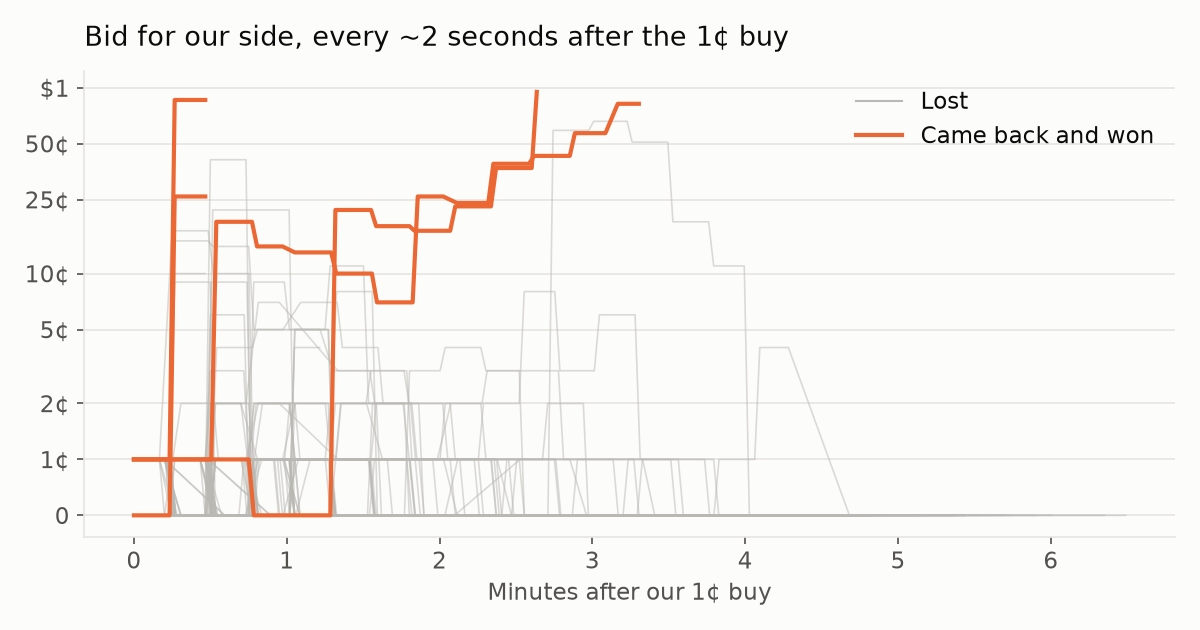 Bid for our side, every ~2 seconds after the 1¢ buy
$1
50¢
25¢
10¢
5¢
2¢
1¢
0
Lost
Came back and won
0 1 2 3 4 5 6
Minutes after our 1¢ buy